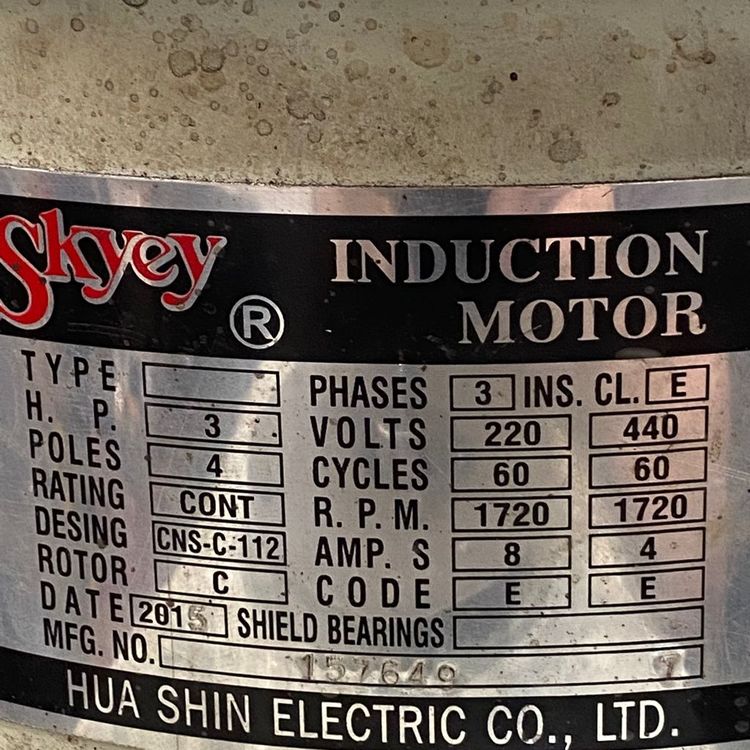 Skyey ® INDUCTION
MOTOR
TYPE PHASES 3 INS. CL. E
H. P. 3 VOLTS 220 440
POLES 4 CYCLES 60 60
RATING CONT R. P. M. 1720 1720
DESING CNS-C-112 AMP. S 8 4
ROTOR C CODE E E
DATE 2015 SHIELD BEARINGS
MFG. NO. 157649 7
HUA SHIN ELECTRIC CO., LTD.